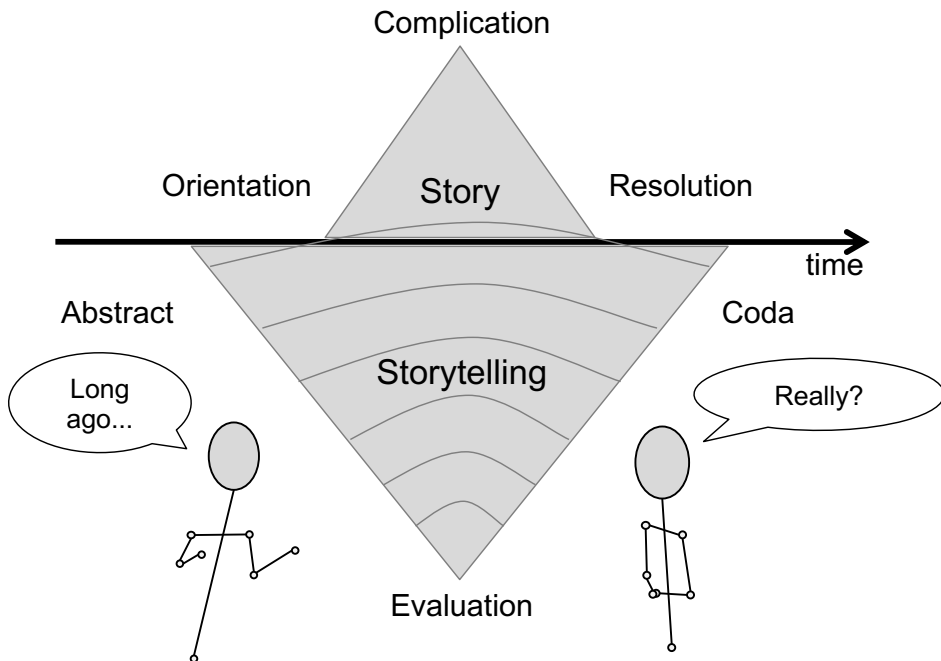 Complication
Orientation
Story
Resolution
time
Abstract
Coda
Long
ago...
Storytelling
Really?
Evaluation